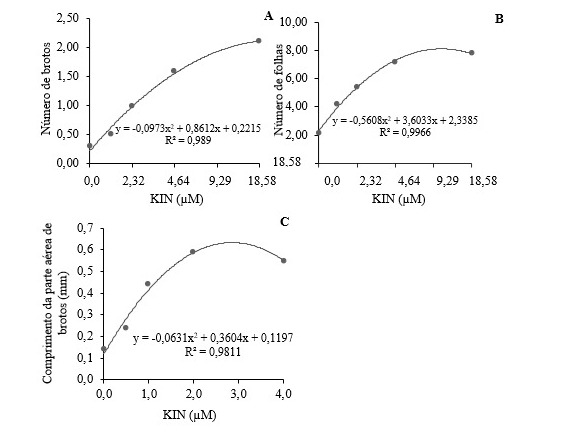 A
2,50
2,00
1,50
1,00
0,50
0,00
Número de brotos
y = -0,0973x² + 0,8612x + 0,2215
R² = 0,989
0,0 2,32 4,64 9,29 18,58
KIN (µM)
B
10,00
8,00
6,00
4,00
2,00
18.58
Número de folhas
y = -0,5608x² + 3,6033x + 2,3385
R² = 0,9966
0,0 2,32 4,64 9,29 18,58
KIN (µM)
C
0,7
0,6
0,5
0,4
0,3
0,2
0,1
0,0
Comprimento da parte aérea de
brotos (mm)
y = -0,0631x² + 0,3604x + 0,1197
R² = 0,9811
0,0 1,0 2,0 3,0 4,0
KIN (µM)